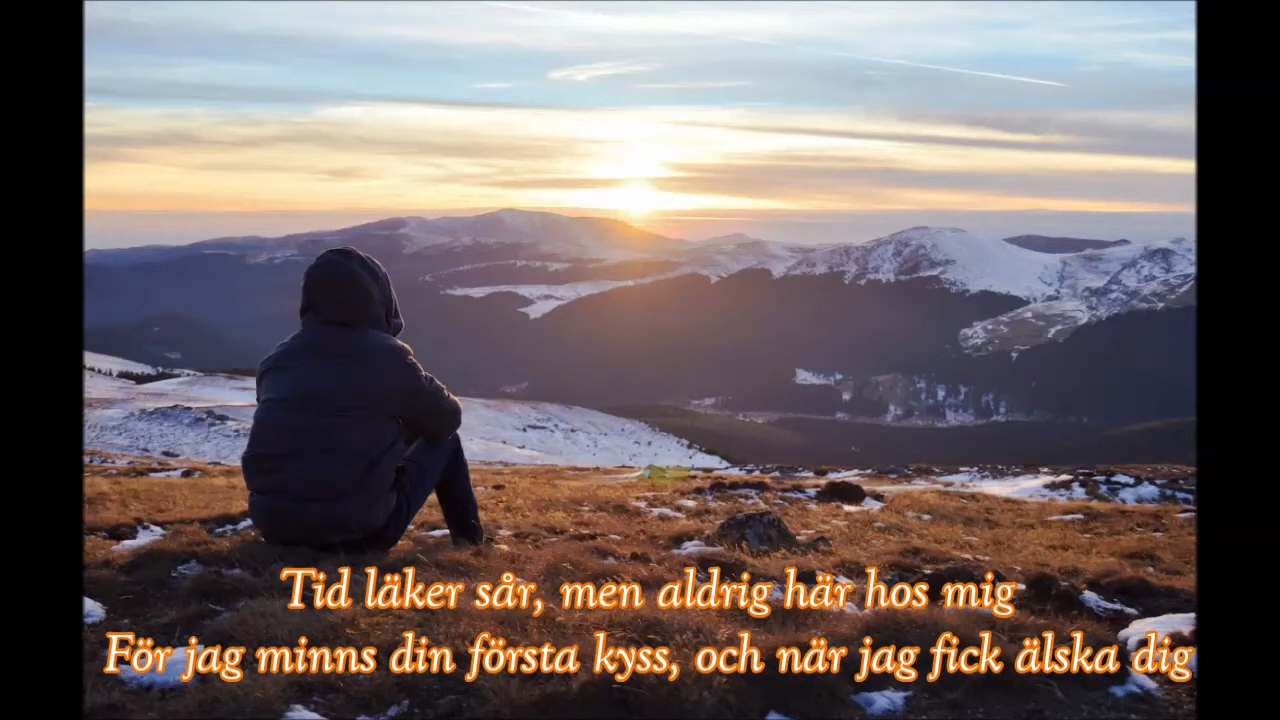 Tid läker sår, men aldrig här hos mig
För jag minns din första kyss, och när jag fick älska dig